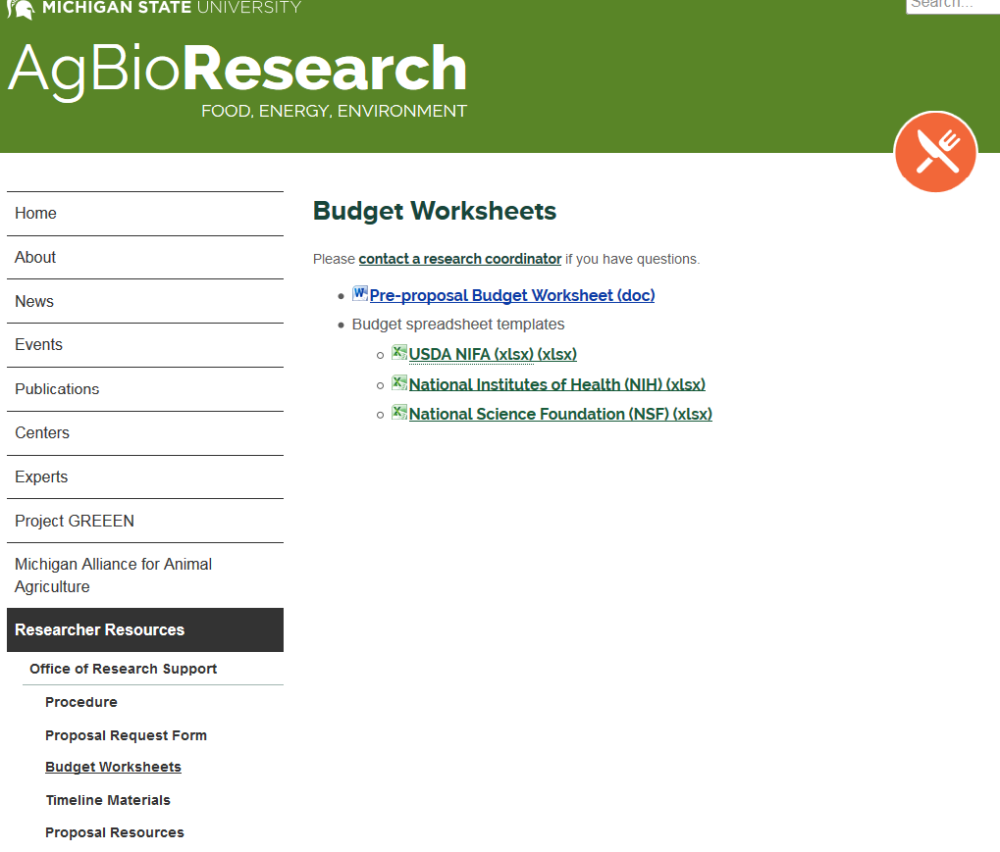 MICHIGAN STATE UNIVERSITY
Search...
AgBioResearch
FOOD, ENERGY, ENVIRONMENT
Home
About
News
Events
Publications
Centers
Experts
Project GREEEN
Michigan Alliance for Animal
Agriculture
Researcher Resources
Office of Research Support
Procedure
Proposal Request Form
Budget Worksheets
Timeline Materials
Proposal Resources
Budget Worksheets
Please contact a research coordinator if you have questions.
Pre-proposal Budget Worksheet (doc)
Budget spreadsheet templates
USDA NIFA (xlsx) (xlsx)
National Institutes of Health (NIH) (xlsx)
National Science Foundation (NSF) (xlsx)